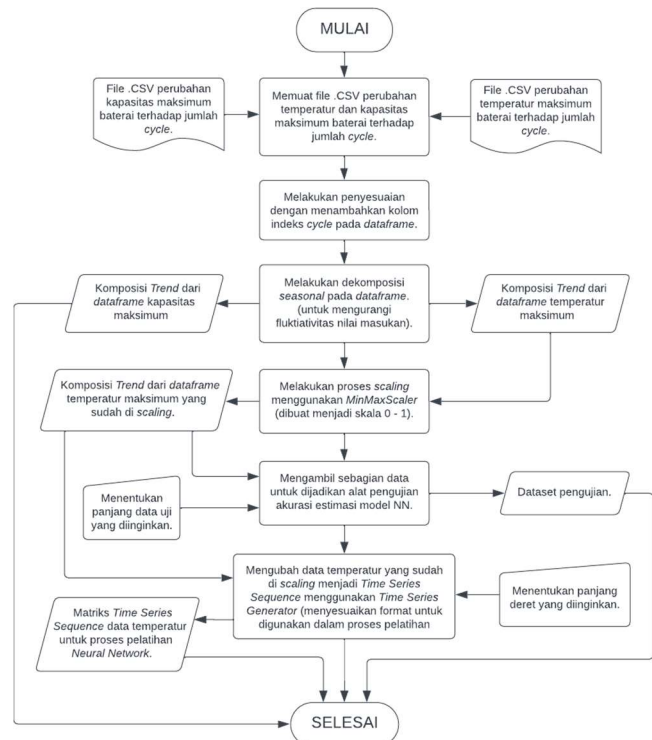 MULAI
File .CSV perubahan
kapasitas maksimum
baterai terhadap jumlah
cycle.
Memuat file .CSV perubahan
temperatur dan kapasitas
maksimum baterai terhadap
jumlah cycle.
File .CSV perubahan
temperatur maksimum
baterai terhadap jumlah
cycle.
Melakukan penyesuaian
dengan menambahkan kolom
indeks cycle pada dataframe.
Komposisi Trend dari
dataframe kapasitas
maksimum
Melakukan dekomposisi
seasonal pada dataframe.
(untuk mengurangi
fluktiativitas nilai masukan).
Komposisi Trend dari
dataframe temperatur
maksimum
Komposisi Trend dari dataframe
temperatur maksimum yang
sudah di scaling.
Melakukan proses scaling
menggunakan MinMaxScaler
(dibuat menjadi skala 0 - 1).
Menentukan
panjang data uji
yang diinginkan.
Mengambil sebagian data
untuk dijadikan alat pengujian
akurasi estimasi model NN.
Dataset pengujian.
Mengubah data temperatur yang sudah
di scaling menjadi Time Series
Sequence menggunakan Time Series
Generator (menyesuaikan format untuk
digunakan dalam proses pelatihan
Menentukan panjang
deret yang diinginkan.
Matriks Time Series
Sequence data temperatur
untuk proses pelatihan
Neural Network.
SELESAI